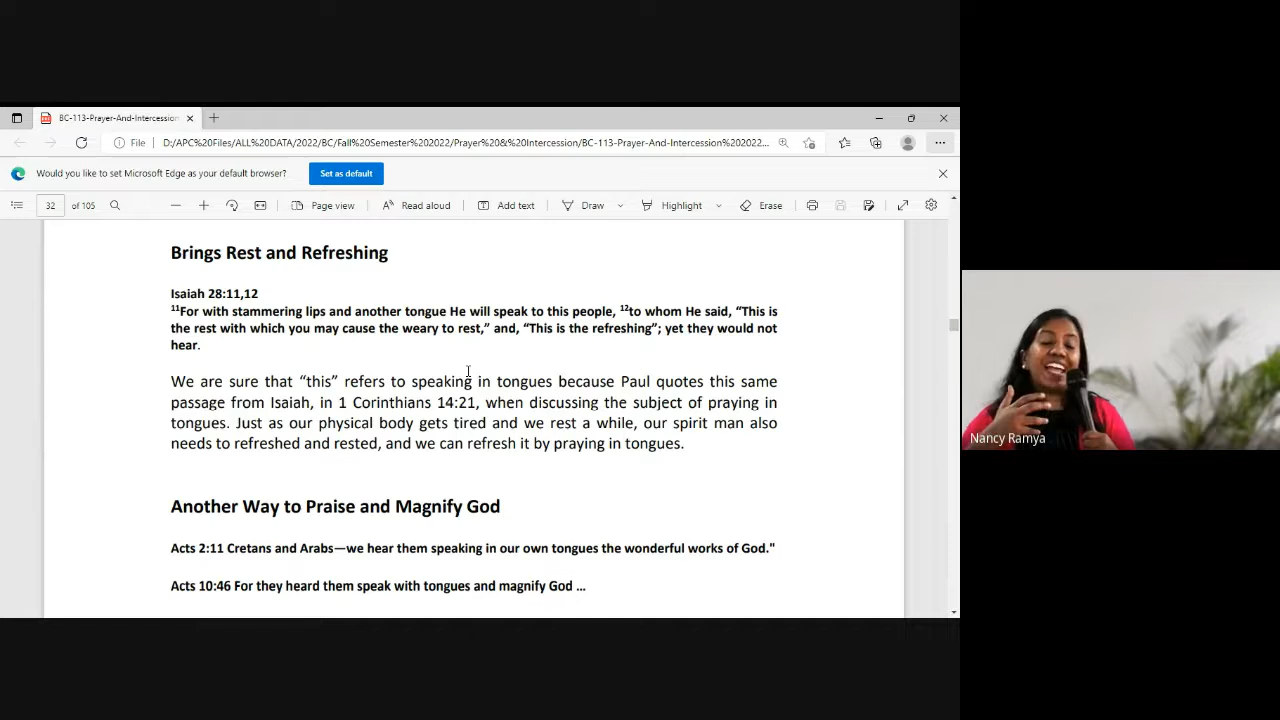 BC-113-Prayer-And-Intercession
File
D:/APC%20Files/ALL%20DATA/2022/BC/Fall%20Semester%202022/Prayer%20&%20Intercession/BC-113-Prayer-And-Intercession%202022...
Would you like to set Microsoft Edge as your default browser? Set as default
32 of 105 Page view Read aloud Add text Draw Highlight Erase
Brings Rest and Refreshing
Isaiah 28:11,12
11For with stammering lips and another tongue He will speak to this people, 12to whom He said, “This is
the rest with which you may cause the weary to rest,” and, “This is the refreshing”; yet they would not
hear.
We are sure that “this” refers to speaking in tongues because Paul quotes this same
passage from Isaiah, in 1 Corinthians 14:21, when discussing the subject of praying in
tongues. Just as our physical body gets tired and we rest a while, our spirit man also
needs to refreshed and rested, and we can refresh it by praying in tongues.
Another Way to Praise and Magnify God
Acts 2:11 Cretans and Arabs—we hear them speaking in our own tongues the wonderful works of God."
Acts 10:46 For they heard them speak with tongues and magnify God ...
Nancy Ramya